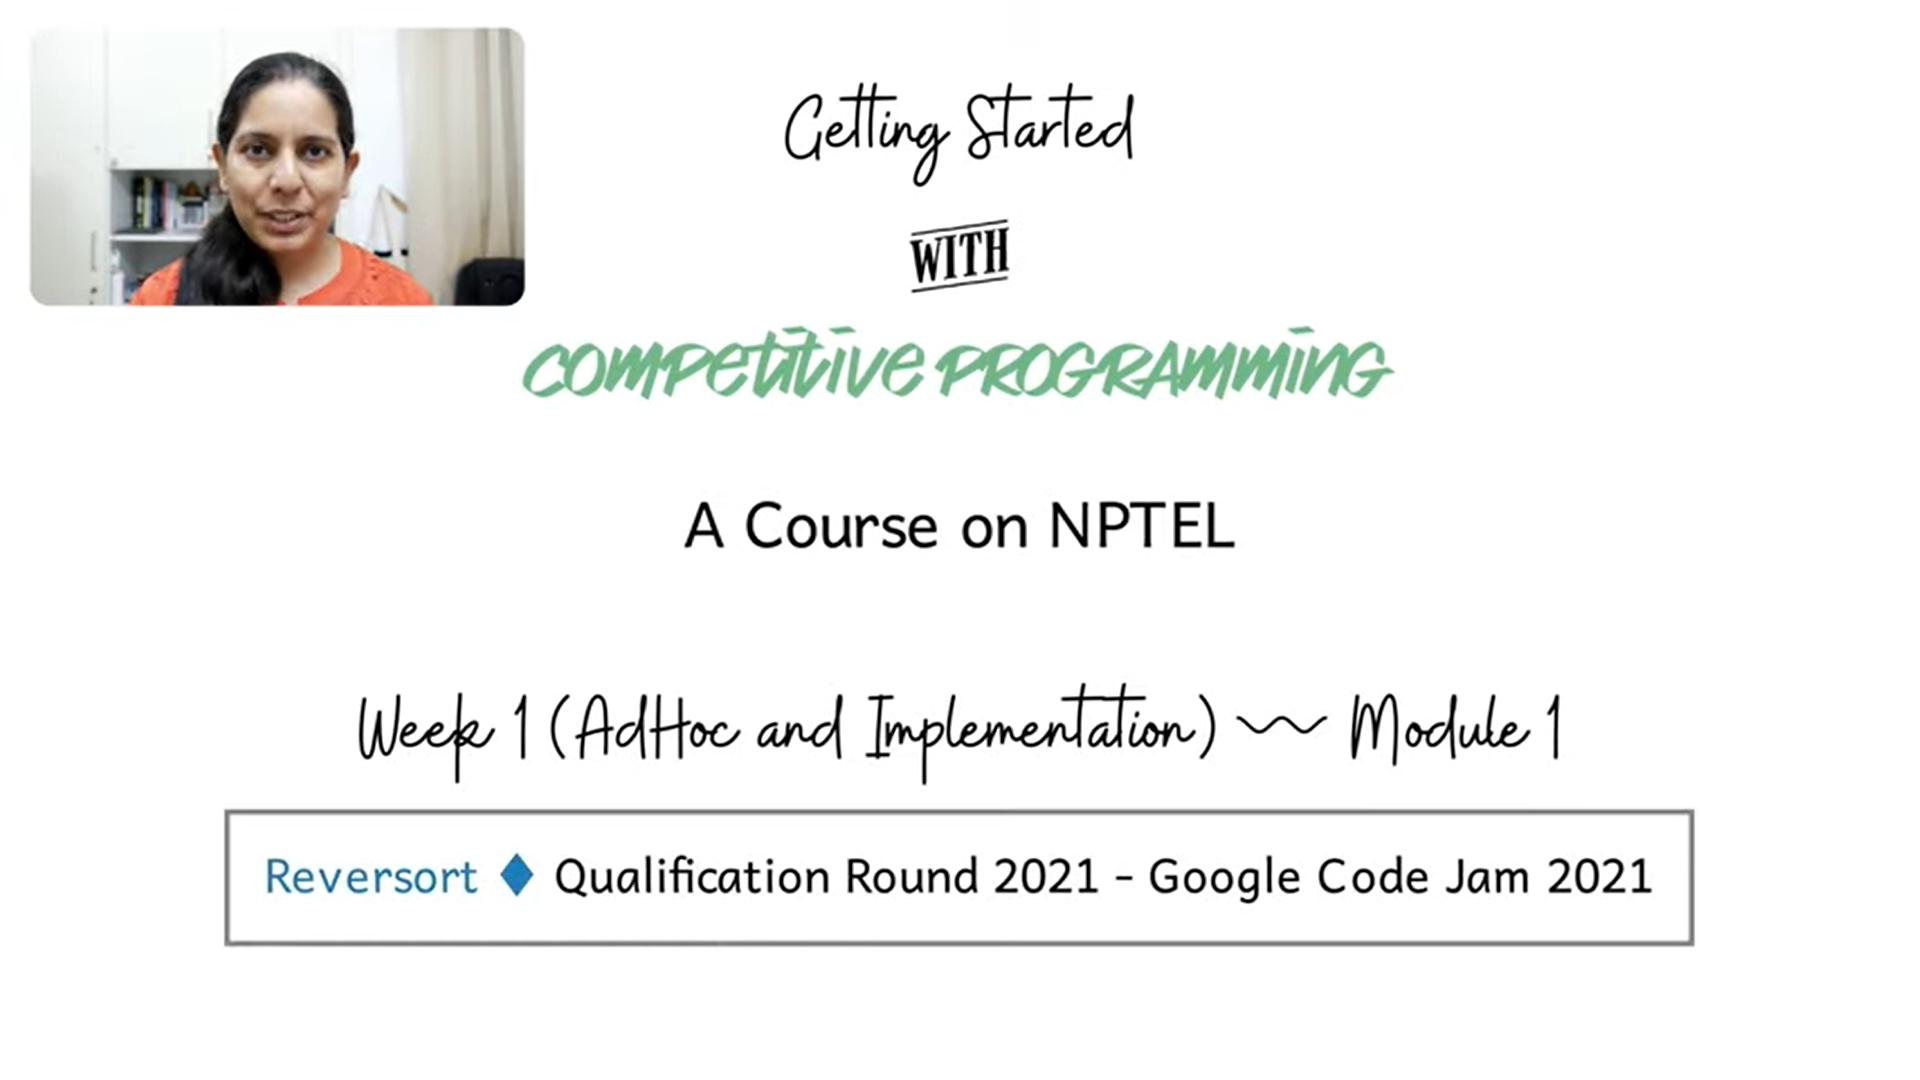 Getting Started
WITH
COMPETITIVE PROGRAMMING
A Course on NPTEL
Week 1 (AdHoc and Implementation) ~ Module 1
Reversort ♦ Qualification Round 2021 - Google Code Jam 2021